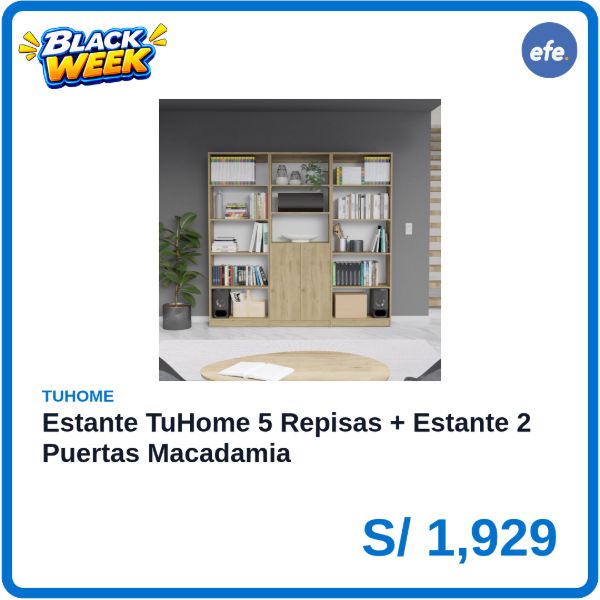 BLACK
WEEK
efe.
TUHOME
Estante TuHome 5 Repisas + Estante 2
Puertas Macadamia
S/ 1,929